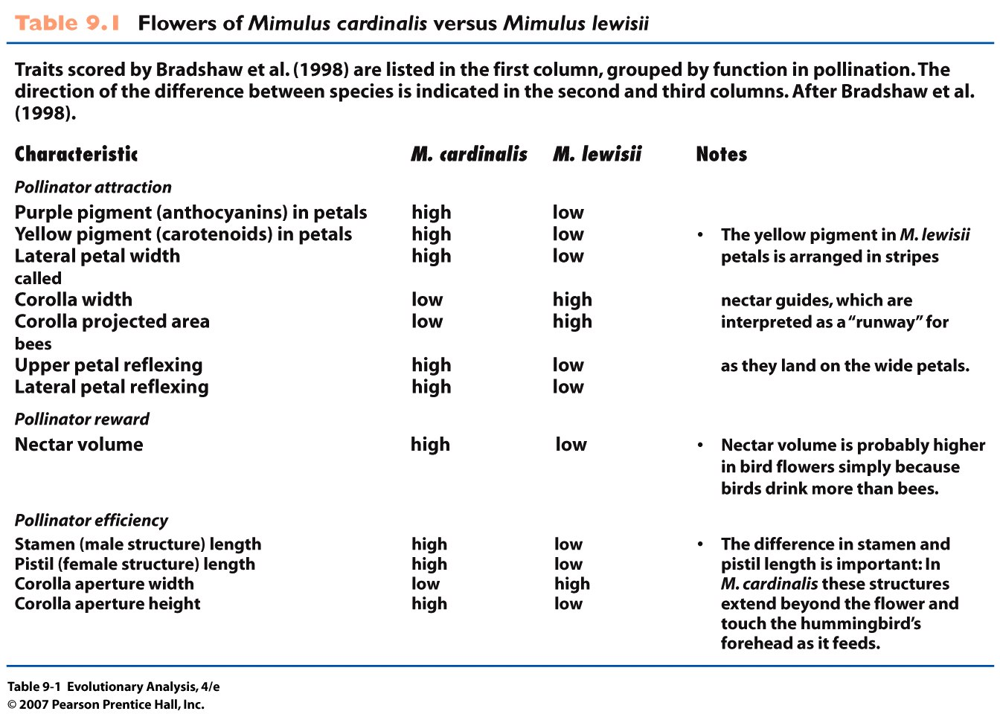 Table 9.1 Flowers of Mimulus cardinalis versus Mimulus lewisii
Traits scored by Bradshaw et al. (1998) are listed in the first column, grouped by function in pollination. The
direction of the difference between species is indicated in the second and third columns. After Bradshaw et al.
(1998).
Characteristic M. cardinalis M. lewisii Notes
Pollinator attraction
Purple pigment (anthocyanins) in petals high low
Yellow pigment (carotenoids) in petals high low • The yellow pigment in M. lewisii
Lateral petal width high low petals is arranged in stripes
called
Corolla width low high nectar guides, which are
Corolla projected area low high interpreted as a “runway” for
bees
Upper petal reflexing high low as they land on the wide petals.
Lateral petal reflexing high low
Pollinator reward
Nectar volume high low • Nectar volume is probably higher
in bird flowers simply because
birds drink more than bees.
Pollinator efficiency
Stamen (male structure) length high low • The difference in stamen and
Pistil (female structure) length high low pistil length is important: In
Corolla aperture width low high M. cardinalis these structures
Corolla aperture height high low extend beyond the flower and
touch the hummingbird’s
forehead as it feeds.
Table 9-1 Evolutionary Analysis, 4/e
© 2007 Pearson Prentice Hall, Inc.